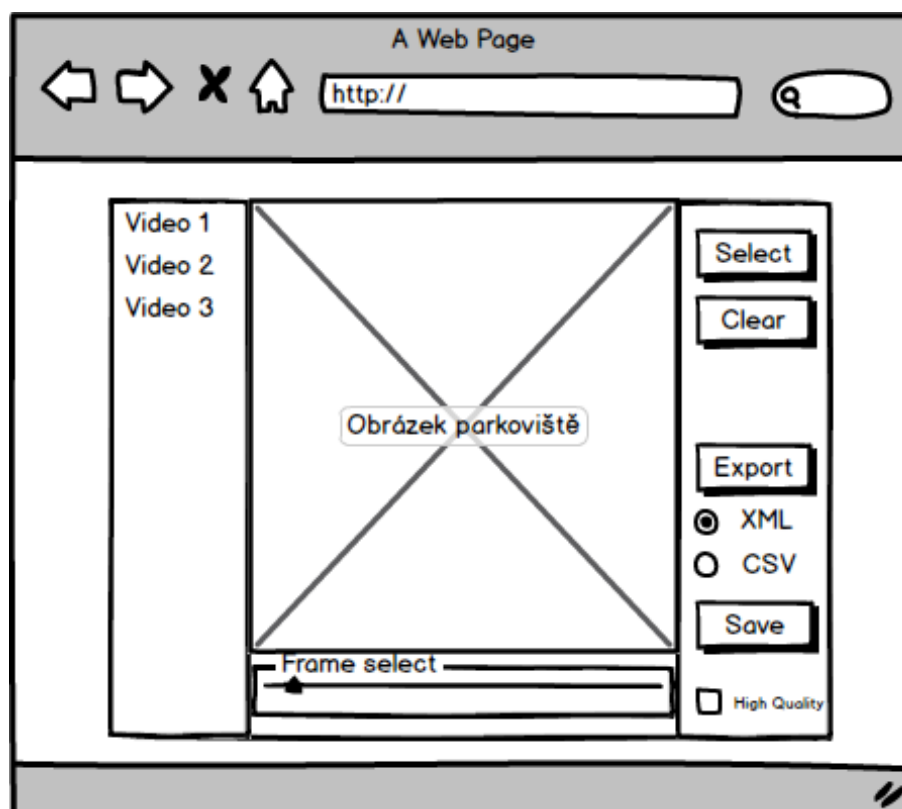 A Web Page
http://
Video 1
Video 2
Video 3
Obrázek parkoviště
Frame select
Select
Clear
Export
XML
CSV
Save
High Quality